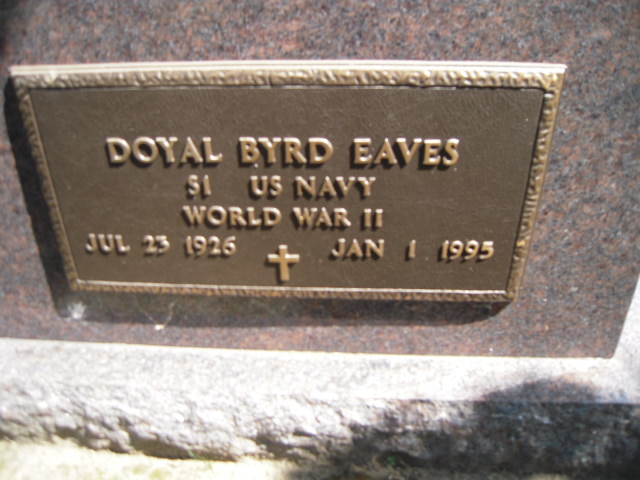 DOYAL BYRD EAVES
S1 US NAVY
WORLD WAR II
JUL 23 1926 JAN 1 1995